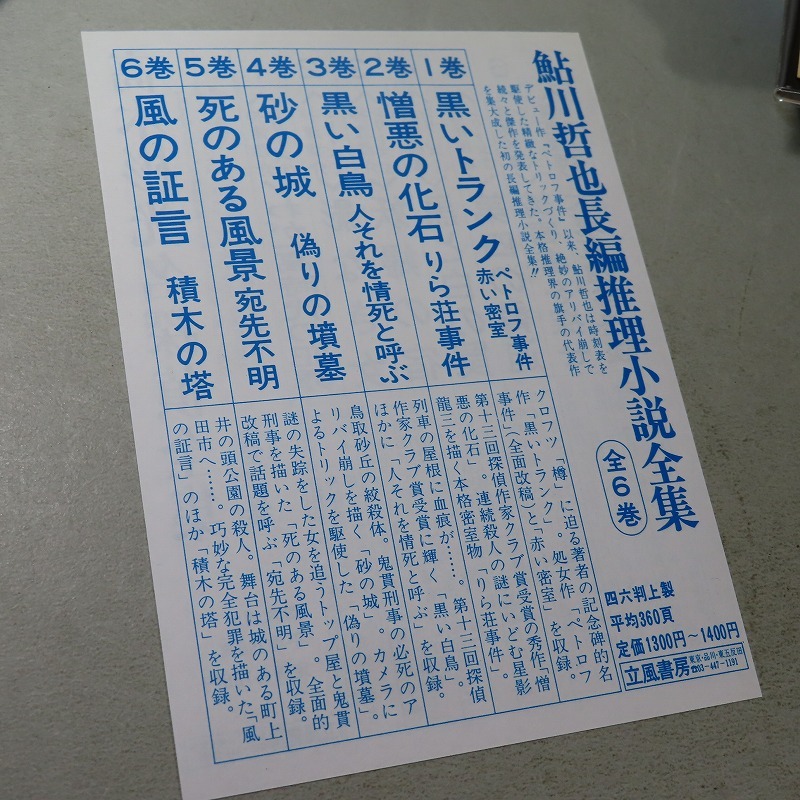 鮎川哲也長編推理小説全集
全6巻
デビュー作『ペトロフ事件』以来、鮎川哲也は時刻表を
駆使した精緻なトリックづくり、絶妙のアリバイ崩しで
続々と傑作を発表してきた。本格推理界の旗手の代表作
を集大成した初の長編推理小説全集!!
四六判上製
平均360頁
定価1300円〜1400円
立風書房
東京・品川・東五反田
☎03-447-1191
1巻
黒いトランク
ペトロフ事件
赤い密室
クロフツ「樽」に迫る著者の記念碑的名
作「黒いトランク」。処女作「ペトロフ
事件」(全面改稿)と「赤い密室」を収録。
2巻
憎悪の化石
りら荘事件
第十三回探偵作家クラブ賞受賞の秀作「憎
悪の化石」。連続殺人の謎にいどむ星影
龍三を描く本格密室物「りら荘事件」。
3巻
黒い白鳥
人それを情死と呼ぶ
列車の屋根に血痕が……。第十三回探偵
作家クラブ賞受賞に輝く「黒い白鳥」。
ほかに「人それを情死と呼ぶ」を収録。
4巻
砂の城
偽りの墳墓
鳥取砂丘の絞殺体。鬼貫刑事の必死のア
リバイ崩しを描く「砂の城」。カメラに
よるトリックを駆使した「偽りの墳墓」。
5巻
死のある風景
宛先不明
謎の失踪をした女を追うトップ屋と鬼貫
刑事を描いた「死のある風景」。全面的
改稿で話題を呼ぶ「宛先不明」を収録。
6巻
風の証言
積木の塔
井の頭公園の殺人。舞台は城のある町上
田市へ……。巧妙な完全犯罪を描いた「風
の証言」のほか「積木の塔」を収録。